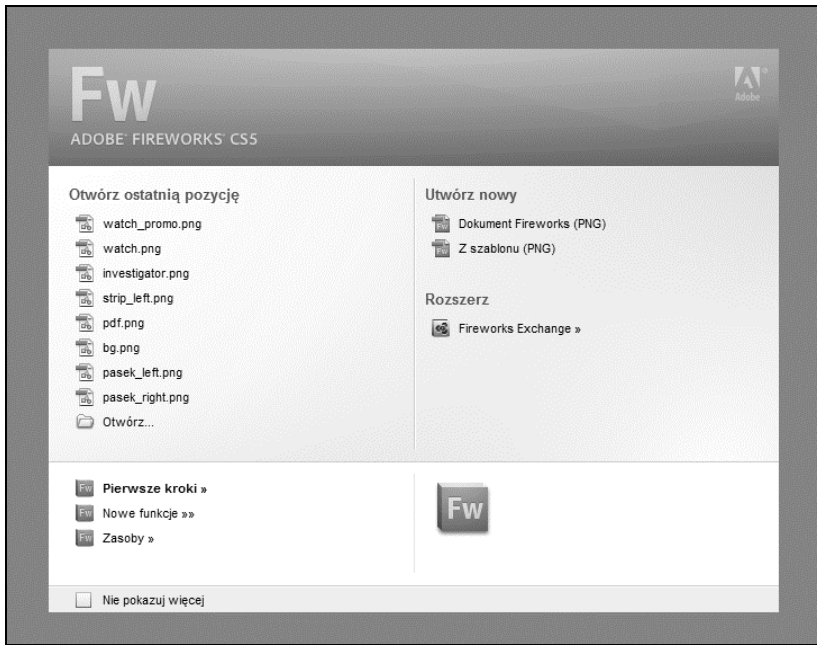 Fw
Adobe
ADOBE® FIREWORKS® CS5
Otwórz ostatnią pozycję
watch_promo.png
watch.png
investigator.png
strip_left.png
pdf.png
bg.png
pasek_left.png
pasek_right.png
Otwórz...
Utwórz nowy
Dokument Fireworks (PNG)
Z szablonu (PNG)
Rozszerz
Fireworks Exchange »
Pierwsze kroki »
Nowe funkcje »»
Zasoby »
Fw
Nie pokazuj więcej